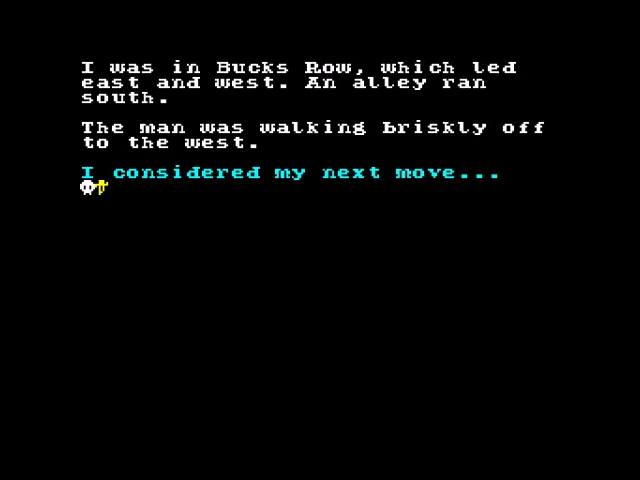 I was in Bucks Row, which led
east and west. An alley ran
south.
The man was walking briskly off
to the west.
I considered my next move...